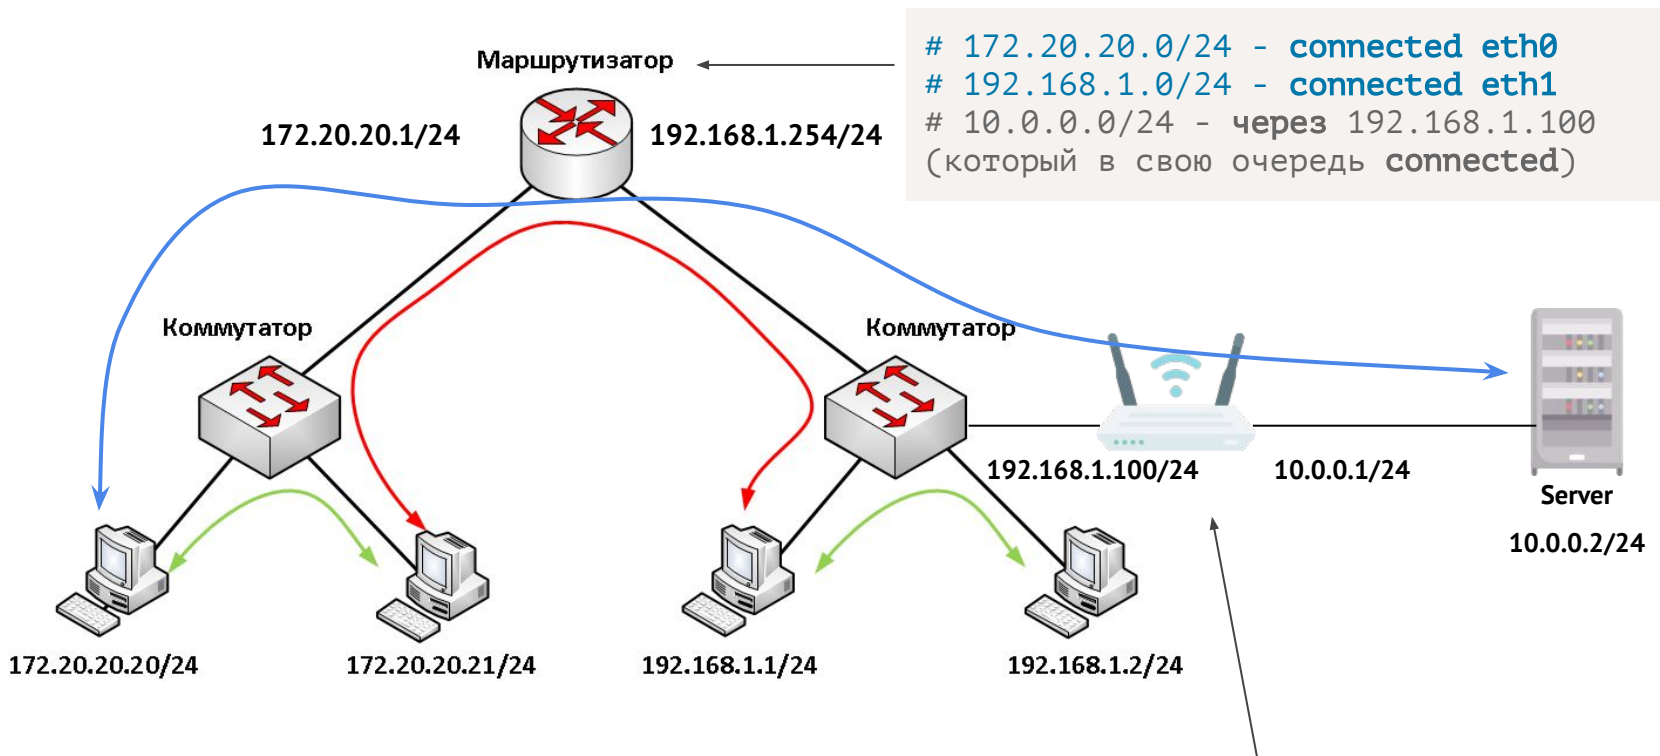 Маршрутизатор
172.20.20.1/24
192.168.1.254/24
# 172.20.20.0/24 - connected eth0
# 192.168.1.0/24 - connected eth1
# 10.0.0.0/24 - через 192.168.1.100
(который в свою очередь connected)
Коммутатор
Коммутатор
192.168.1.100/24
10.0.0.1/24
Server
10.0.0.2/24
172.20.20.20/24
172.20.20.21/24
192.168.1.1/24
192.168.1.2/24